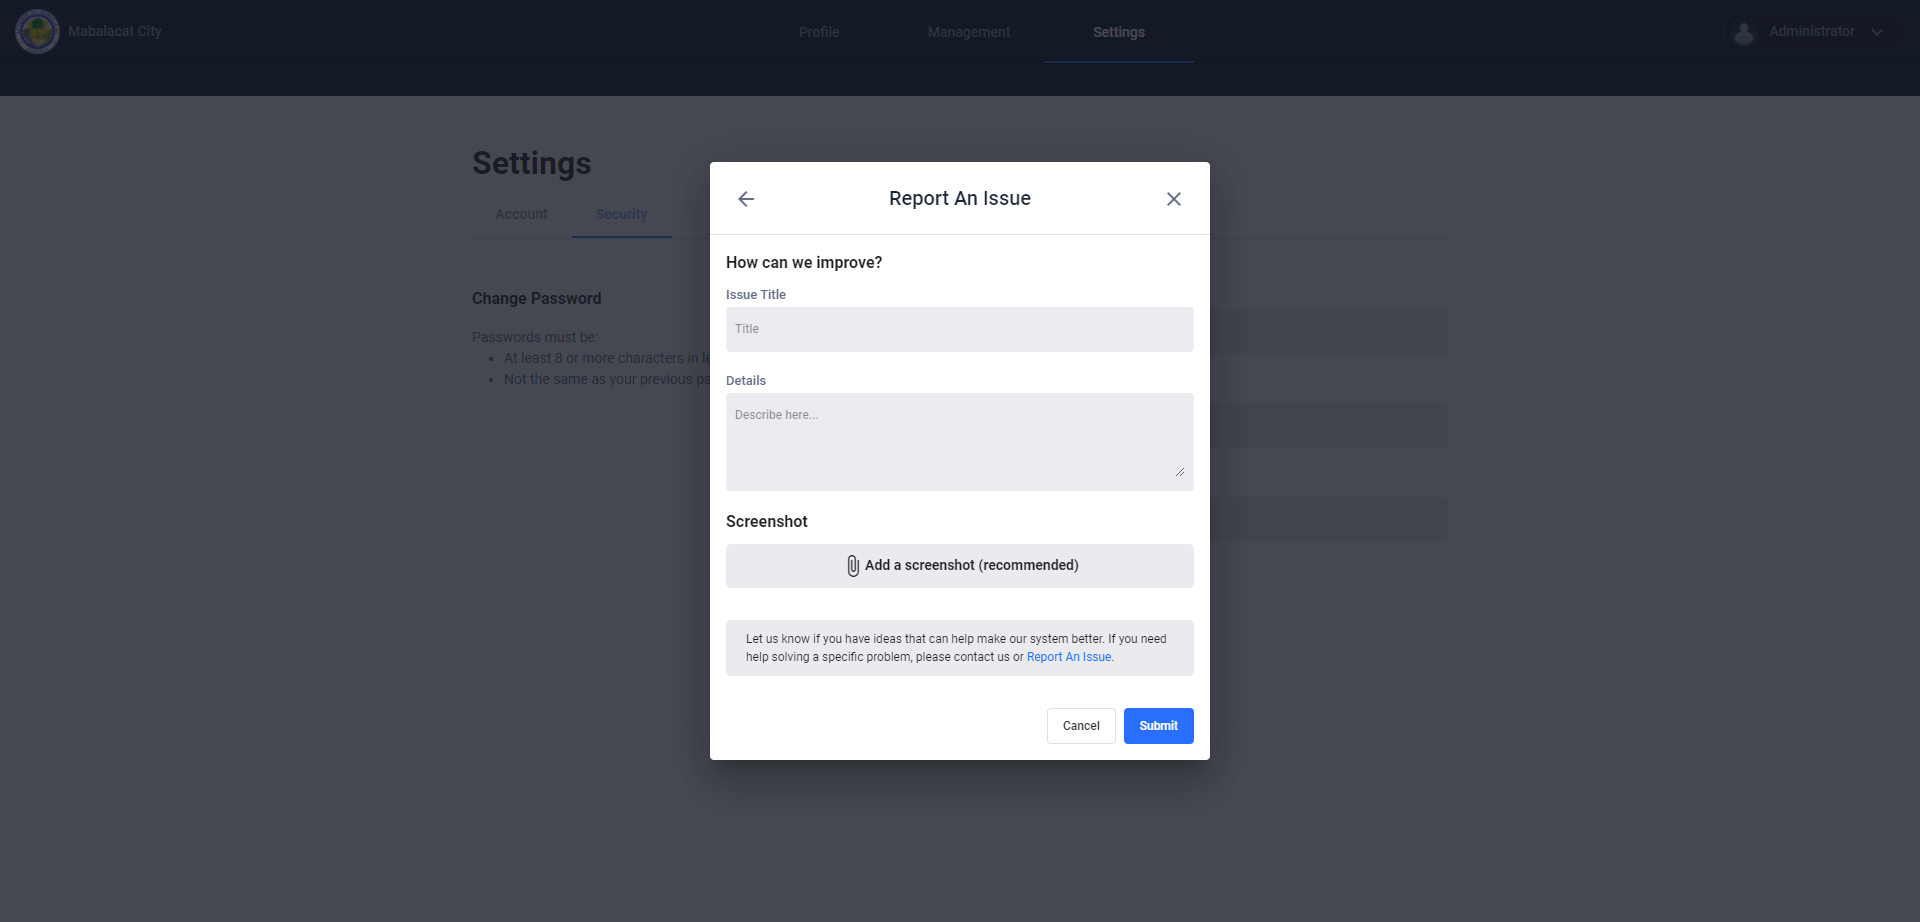 Mabalacat City
Profile
Management
Settings
Administrator
Settings
Account
Security
Change Password
Passwords must be:
At least 8 or more characters in le
Not the same as your previous pa
Report An Issue
How can we improve?
Issue Title
Title
Details
Describe here...
Screenshot
Add a screenshot (recommended)
Let us know if you have ideas that can help make our system better. If you need
help solving a specific problem, please contact us or Report An Issue.
Cancel
Submit